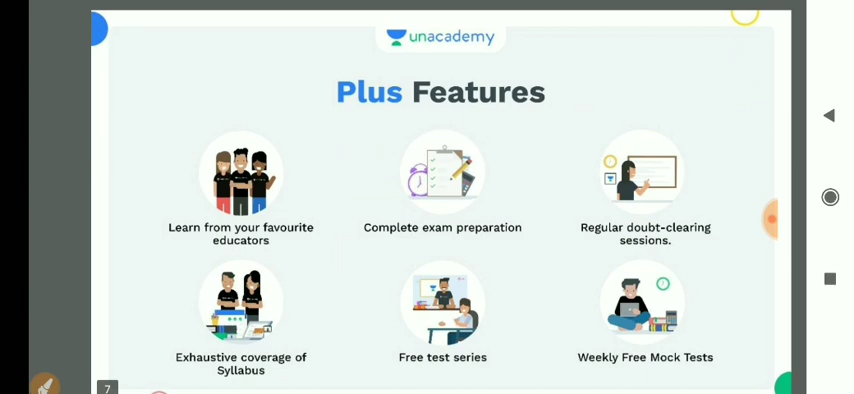 unacademy
Plus Features
Learn from your favourite
educators
Complete exam preparation
Regular doubt-clearing
sessions.
Exhaustive coverage of
Syllabus
Free test series
Weekly Free Mock Tests
7